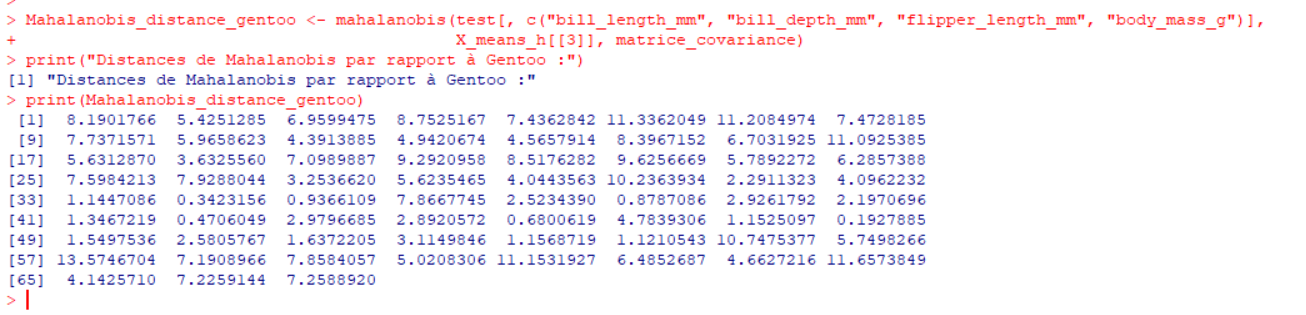 > Mahalanobis_distance_gentoo <- mahalanobis(test[, c("bill_length_mm", "bill_depth_mm", "flipper_length_mm", "body_mass_g")],
+ X_means_h[[3]], matrice_covariance)
> print("Distances de Mahalanobis par rapport à Gentoo :")
[1] "Distances de Mahalanobis par rapport à Gentoo :"
> print(Mahalanobis_distance_gentoo)
[1] 8.1901766 5.4251285 6.9599475 8.7525167 7.4362842 11.3362049 11.2084974 7.4728185
[9] 7.7371571 5.9658623 4.3913885 4.9420674 4.5657914 8.3967152 6.7031925 11.0925385
[17] 5.6312870 3.6325560 7.0989887 9.2920958 8.5176282 9.6256669 5.7892272 6.2857388
[25] 7.5984213 7.9288044 3.2536620 5.6235465 4.0443563 10.2363934 2.2911323 4.0962232
[33] 1.1447086 0.3423156 0.9366109 7.8667745 2.5234390 0.8787086 2.9261792 2.1970696
[41] 1.3467219 0.4706049 2.9796685 2.8920572 0.6800619 4.7839306 1.1525097 0.1927885
[49] 1.5497536 2.5805767 1.6372205 3.1149846 1.1568719 1.1210543 10.7475377 5.7498266
[57] 13.5746704 7.1908966 7.8584057 5.0208306 11.1531927 6.4852687 4.6627216 11.6573849
[65] 4.1425710 7.2259144 7.2588920
>